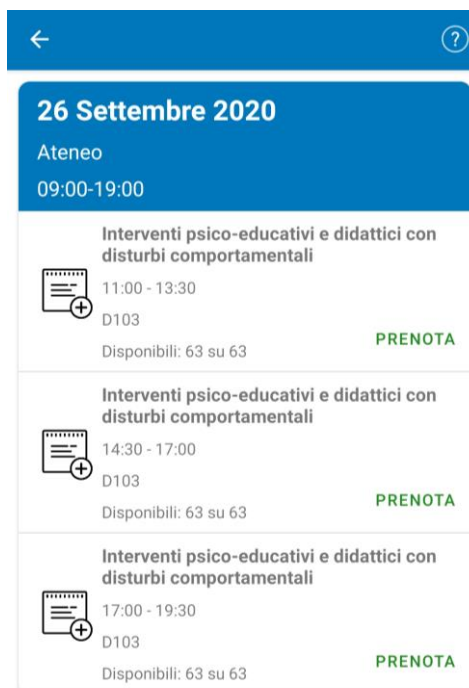 ?
26 Settembre 2020
Ateneo
09:00-19:00
Interventi psico-educativi e didattici con
disturbi comportamentali
11:00 - 13:30
D103
Disponibili: 63 su 63
PRENOTA
Interventi psico-educativi e didattici con
disturbi comportamentali
14:30 - 17:00
D103
Disponibili: 63 su 63
PRENOTA
Interventi psico-educativi e didattici con
disturbi comportamentali
17:00 - 19:30
D103
Disponibili: 63 su 63
PRENOTA